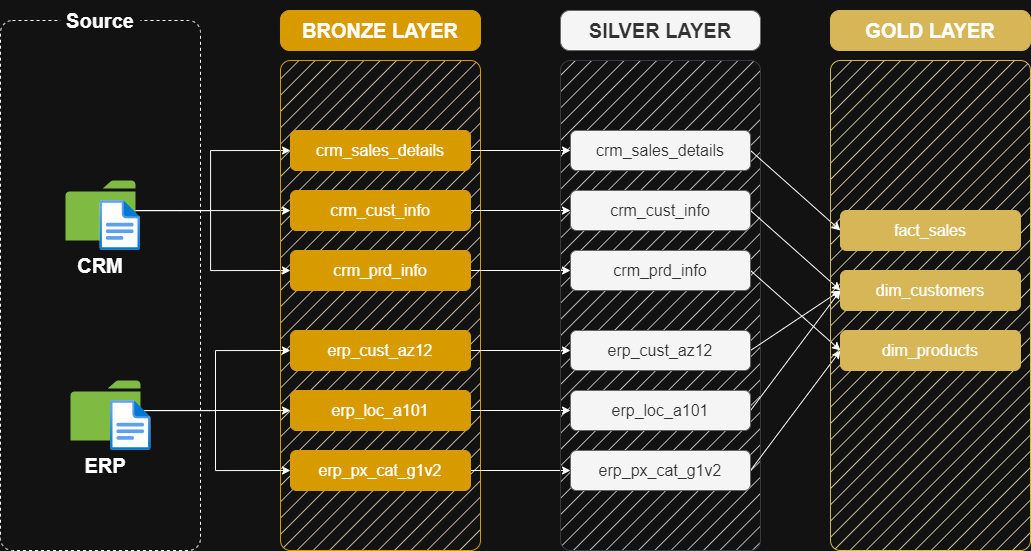 Source
BRONZE LAYER
SILVER LAYER
GOLD LAYER
CRM
ERP
crm_sales_details
crm_cust_info
crm_prd_info
erp_cust_az12
erp_loc_a101
erp_px_cat_g1v2
crm_sales_details
crm_cust_info
crm_prd_info
erp_cust_az12
erp_loc_a101
erp_px_cat_g1v2
fact_sales
dim_customers
dim_products